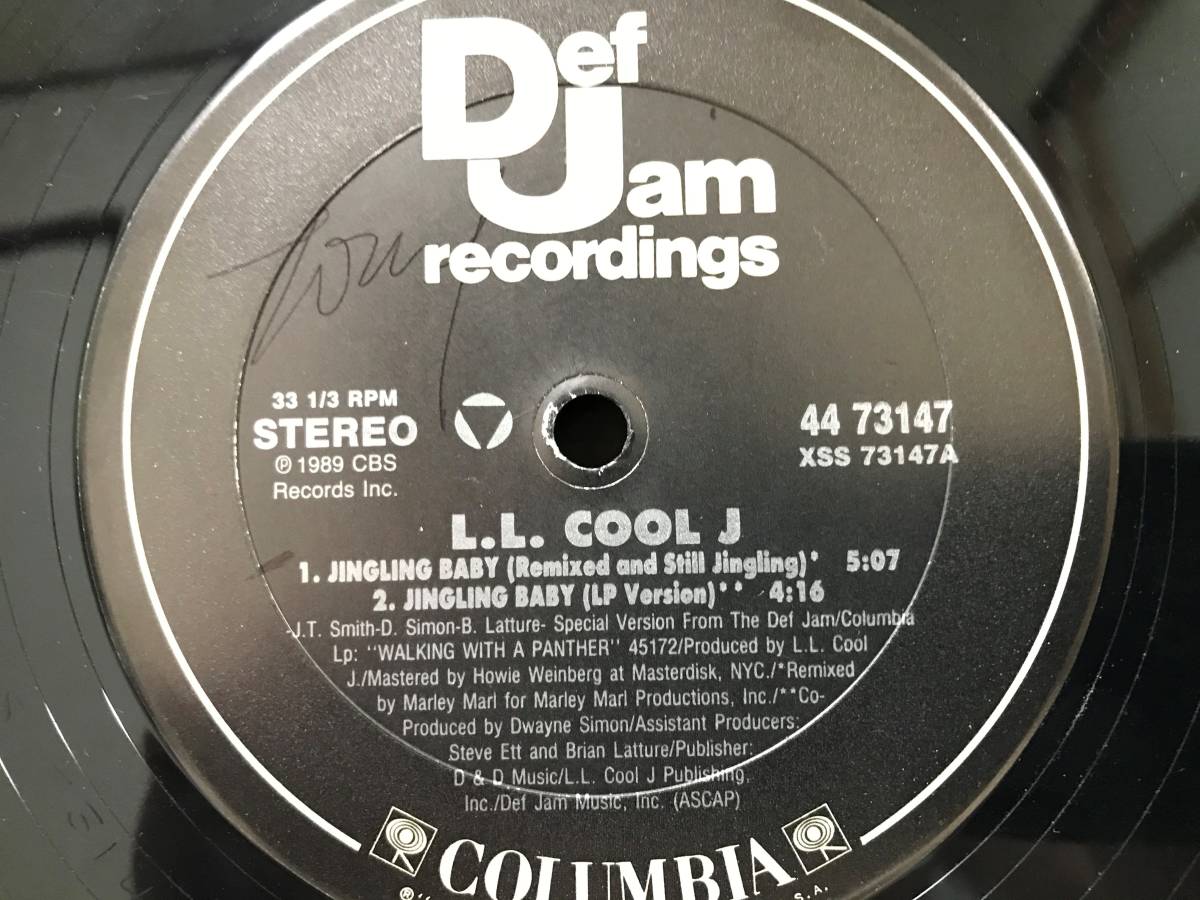 Def
Jam
recordings
33 1/3 RPM
STEREO
℗ 1989 CBS
Records Inc.
44 73147
XSS 73147A
L.L. COOL J
1. JINGLING BABY (Remixed and Still Jingling)* 5:07
2. JINGLING BABY (LP Version)** 4:16
-J.T. Smith-D. Simon-B. Latture- Special Version From The Def Jam/Columbia
Lp: "WALKING WITH A PANTHER" 45172/Produced by L.L. Cool
J./Mastered by Howie Weinberg at Masterdisk, NYC./*Remixed
by Marley Marl for Marley Marl Productions, Inc./**Co-
Produced by Dwayne Simon/Assistant Producers:
Steve Ett and Brian Latture/Publisher:
D & D Music/L.L. Cool J Publishing,
Inc./Def Jam Music, Inc. (ASCAP)
COLUMBIA